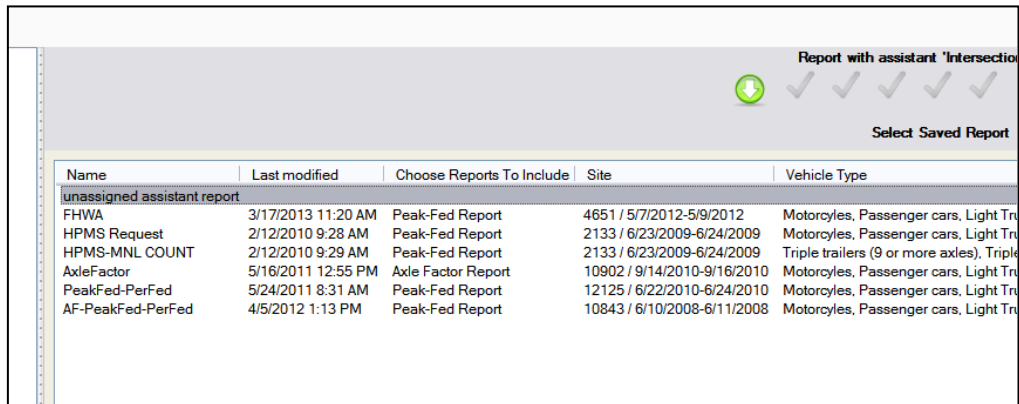 Report with assistant 'Intersectio
Select Saved Report
Name Last modified Choose Reports To Include Site Vehicle Type
unassigned assistant report
FHWA 3/17/2013 11:20 AM Peak-Fed Report 4651 / 5/7/2012-5/9/2012 Motorcyles, Passenger cars, Light Tru
HPMS Request 2/12/2010 9:28 AM Peak-Fed Report 2133 / 6/23/2009-6/24/2009 Motorcyles, Passenger cars, Light Tru
HPMS-MNL COUNT 2/12/2010 9:29 AM Peak-Fed Report 2133 / 6/23/2009-6/24/2009 Triple trailers (9 or more axles), Triple
AxleFactor 5/16/2011 12:55 PM Axle Factor Report 10902 / 9/14/2010-9/16/2010 Motorcyles, Passenger cars, Light Tru
PeakFed-PerFed 5/24/2011 8:31 AM Peak-Fed Report 12125 / 6/22/2010-6/24/2010 Motorcyles, Passenger cars, Light Tru
AF-PeakFed-PerFed 4/5/2012 1:13 PM Peak-Fed Report 10843 / 6/10/2008-6/11/2008 Motorcyles, Passenger cars, Light Tru